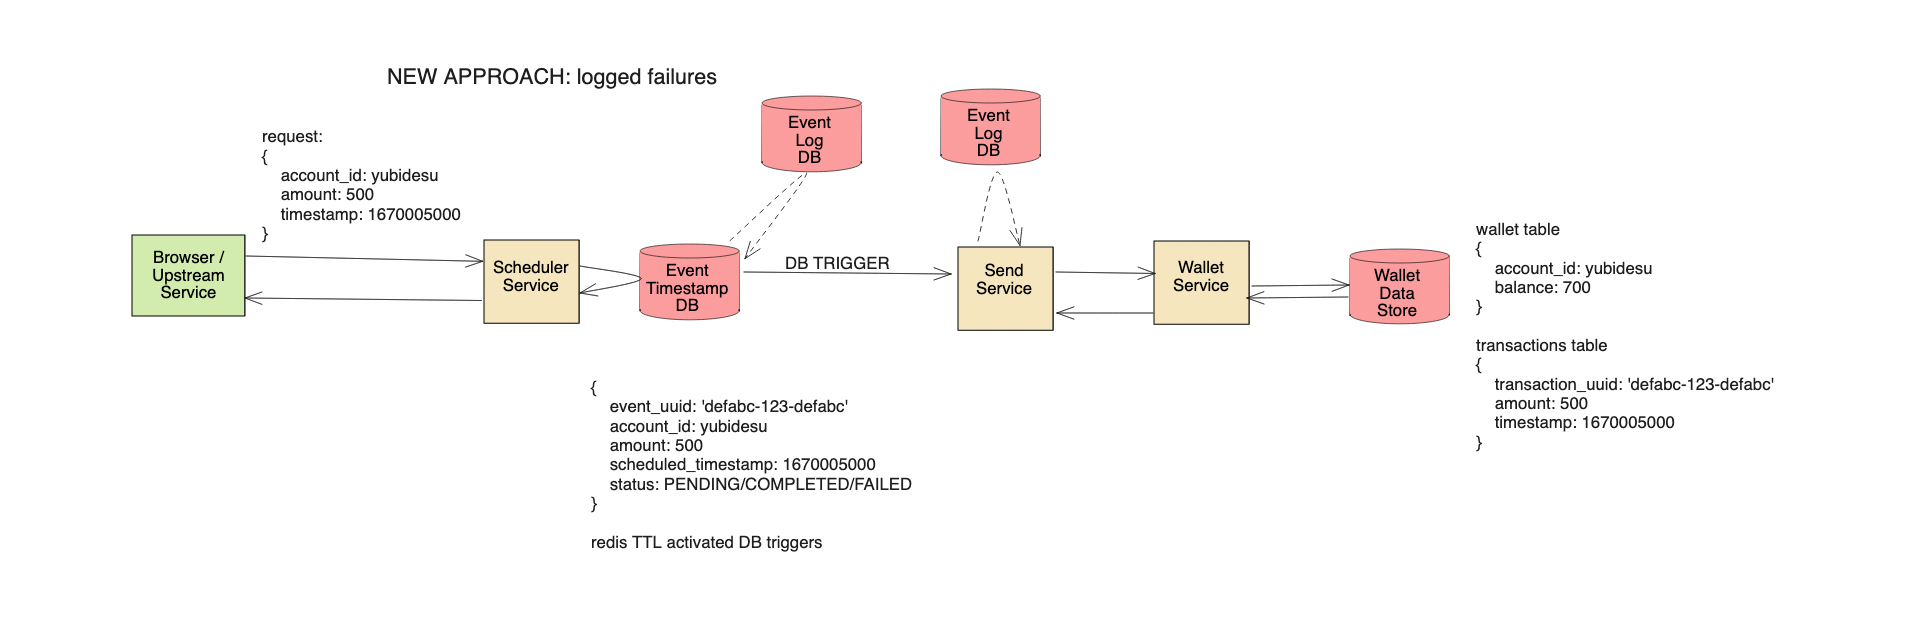 NEW APPROACH: logged failures
Event
Log
DB
Event
Log
DB
request:
{
account_id: yubidesu
amount: 500
timestamp: 1670005000
}
Browser /
Upstream
Service
Scheduler
Service
Event
Timestamp
DB
DB TRIGGER
Send
Service
Wallet
Service
Wallet
Data
Store
wallet table
{
account_id: yubidesu
balance: 700
}
transactions table
{
transaction_uuid: 'defabc-123-defabc'
amount: 500
timestamp: 1670005000
}
{
event_uuid: 'defabc-123-defabc'
account_id: yubidesu
amount: 500
scheduled_timestamp: 1670005000
status: PENDING/COMPLETED/FAILED
}
redis TTL activated DB triggers